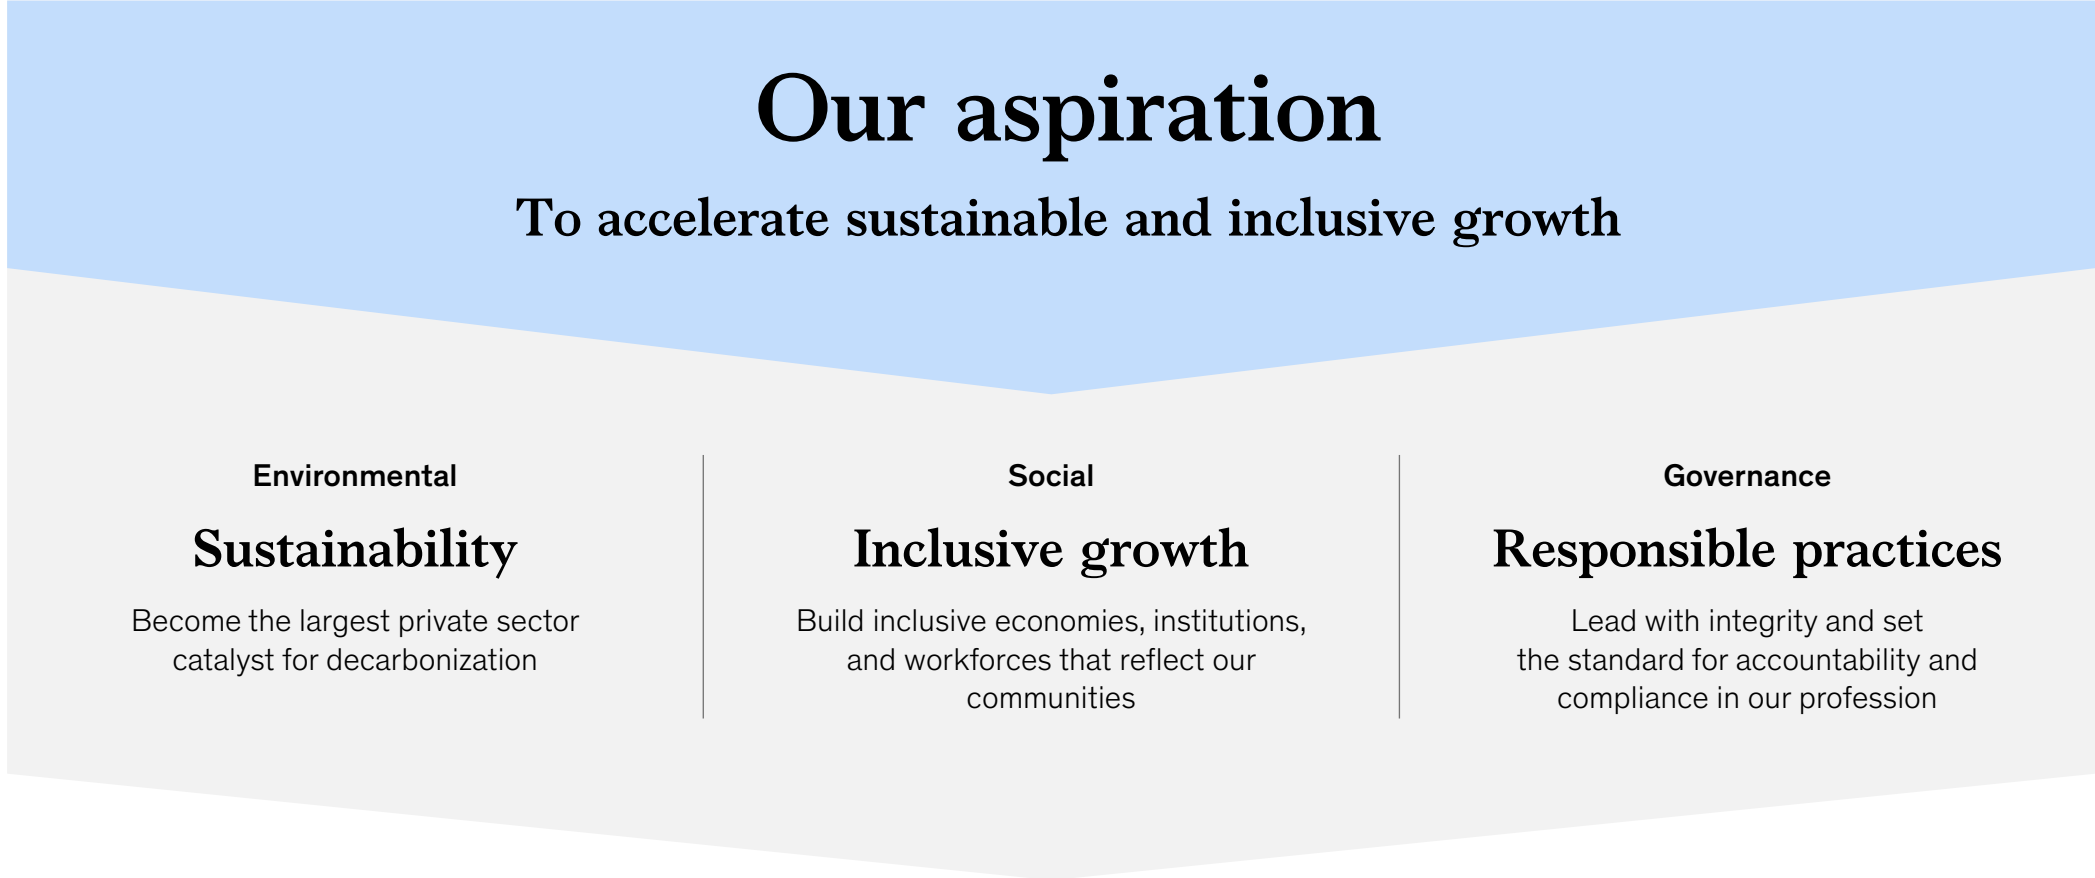 Our aspiration
To accelerate sustainable and inclusive growth
Environmental
Sustainability
Become the largest private sector
catalyst for decarbonization
Social
Inclusive growth
Build inclusive economies, institutions,
and workforces that reflect our
communities
Governance
Responsible practices
Lead with integrity and set
the standard for accountability and
compliance in our profession